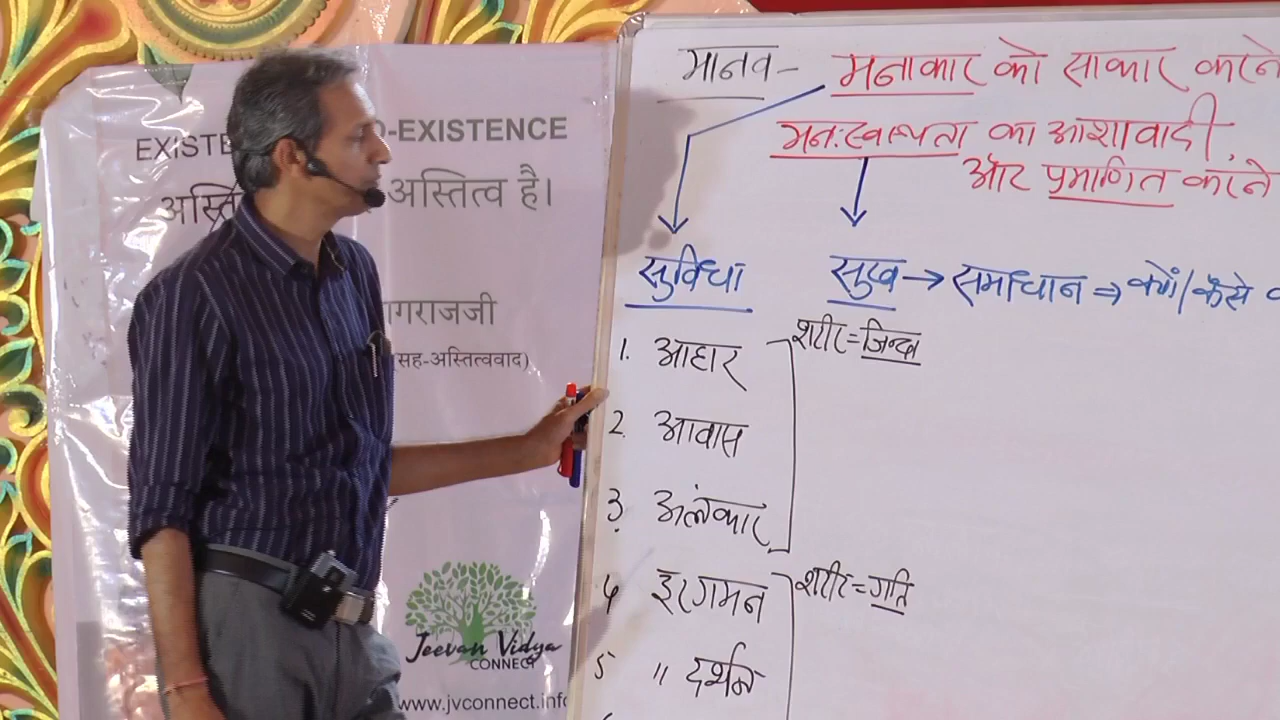 EXISTE
O-EXISTENCE
अस्ति
अस्तित्व है।
गराजजी
(सह-अस्तित्ववाद)
Jeevan Vidya
CONNECT
www.jvconnect.info
मानव - मनाकार को साकार करने
मनःस्वस्थता का आशावादी,
और प्रमाणित करने
सुविधा सुख → समाधान ⇒ क्यों/कैसे
शरीर = जिन्दा
1. आहार
2. आवास
3. अलंकार
4 दूरगमन शरीर = गति
5 " दर्शन